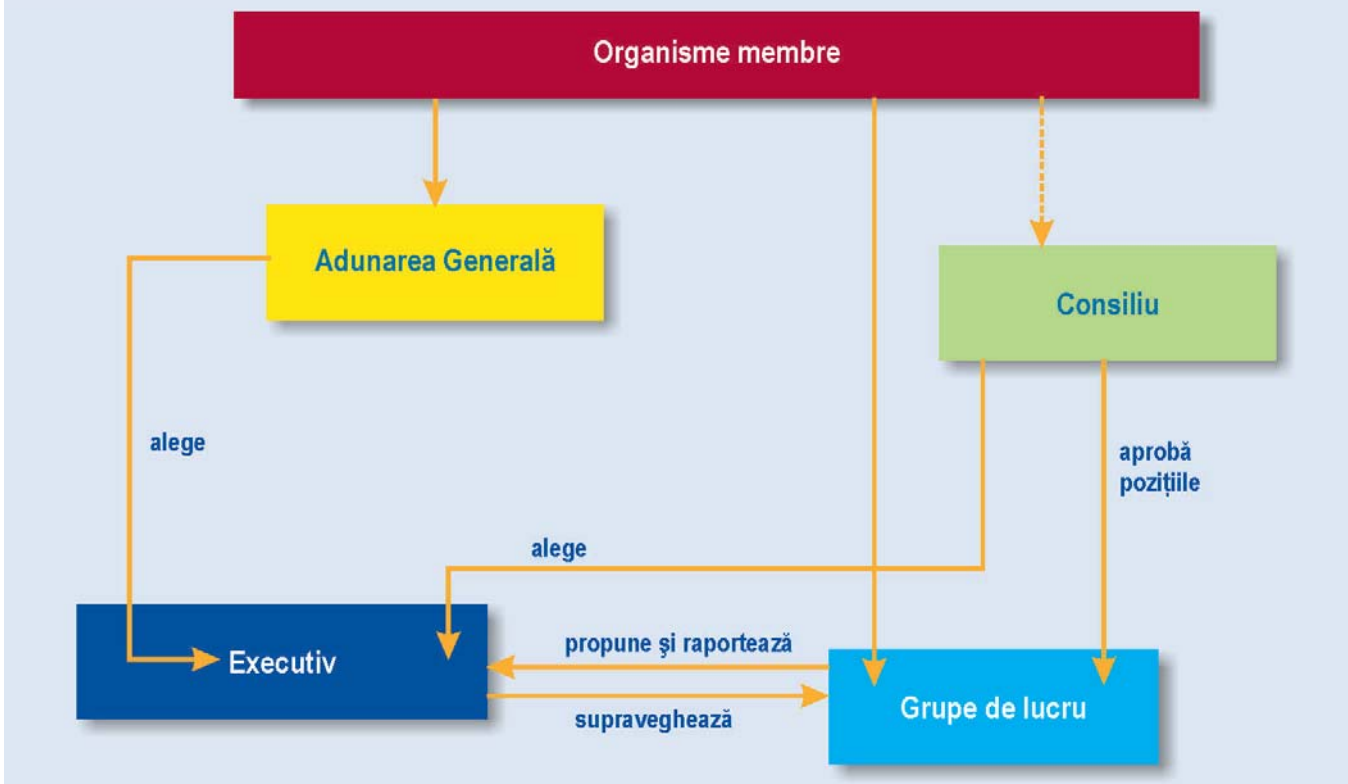 Organisme membre
Adunarea Generală
Consiliu
alege
aprobă
pozițiile
alege
propune şi raportează
Executiv
supraveghează
Grupe de lucru